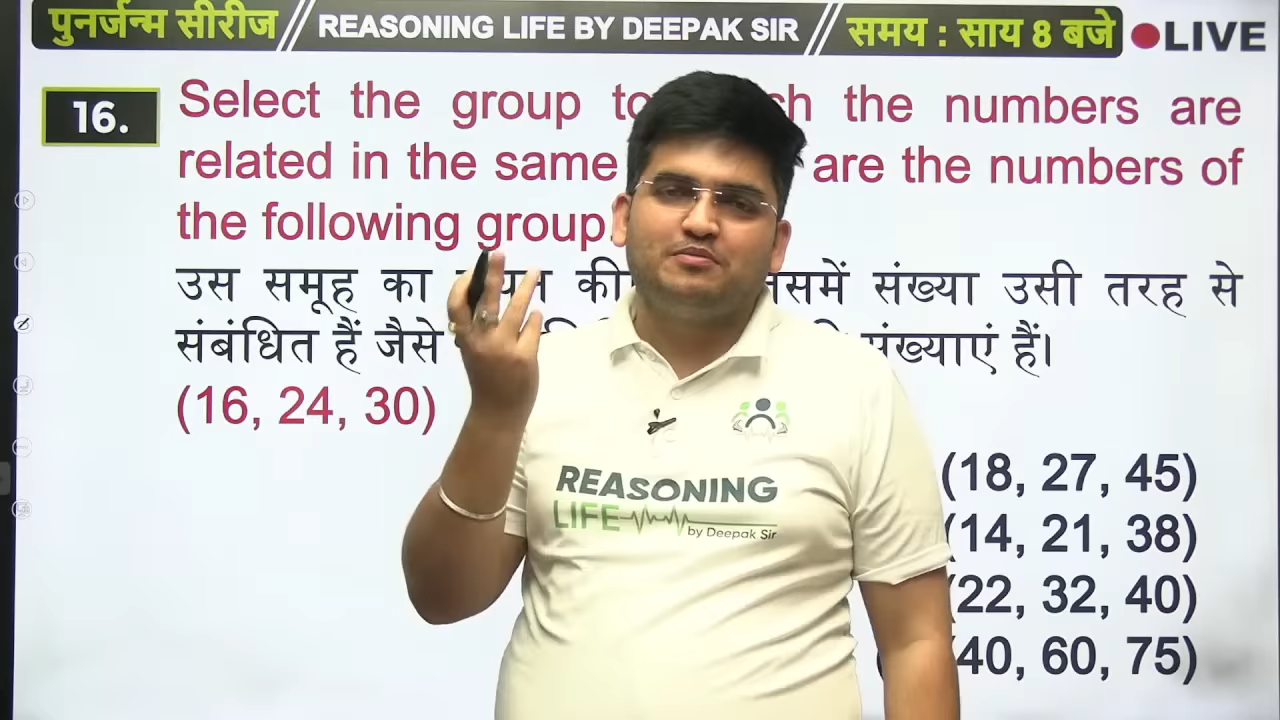 पुनर्जन्म सीरीज // REASONING LIFE BY DEEPAK SIR // समय : साय 8 बजे LIVE
16. Select the group the numbers are
related in the same are the numbers of
the following group
उस समूह का संख्या उसी तरह से
संबंधित हैं जैसे संख्याएं हैं।
(16, 24, 30)
(18, 27, 45)
(14, 21, 38)
(22, 32, 40)
(40, 60, 75)
REASONING
LIFE
by Deepak Sir